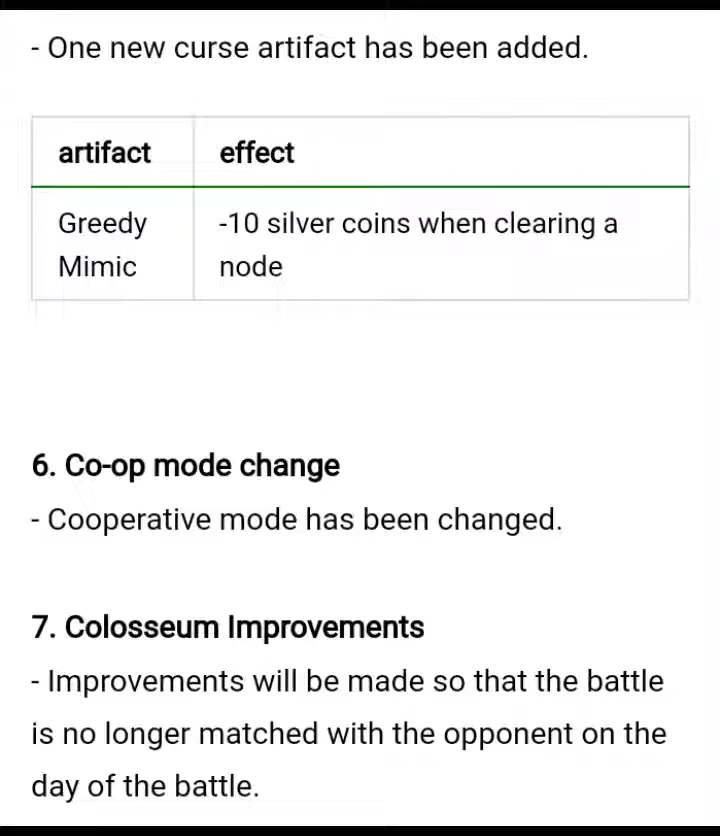 - One new curse artifact has been added.
artifact effect
Greedy -10 silver coins when clearing a
Mimic node
6. Co-op mode change
- Cooperative mode has been changed.
7. Colosseum Improvements
- Improvements will be made so that the battle
is no longer matched with the opponent on the
day of the battle.